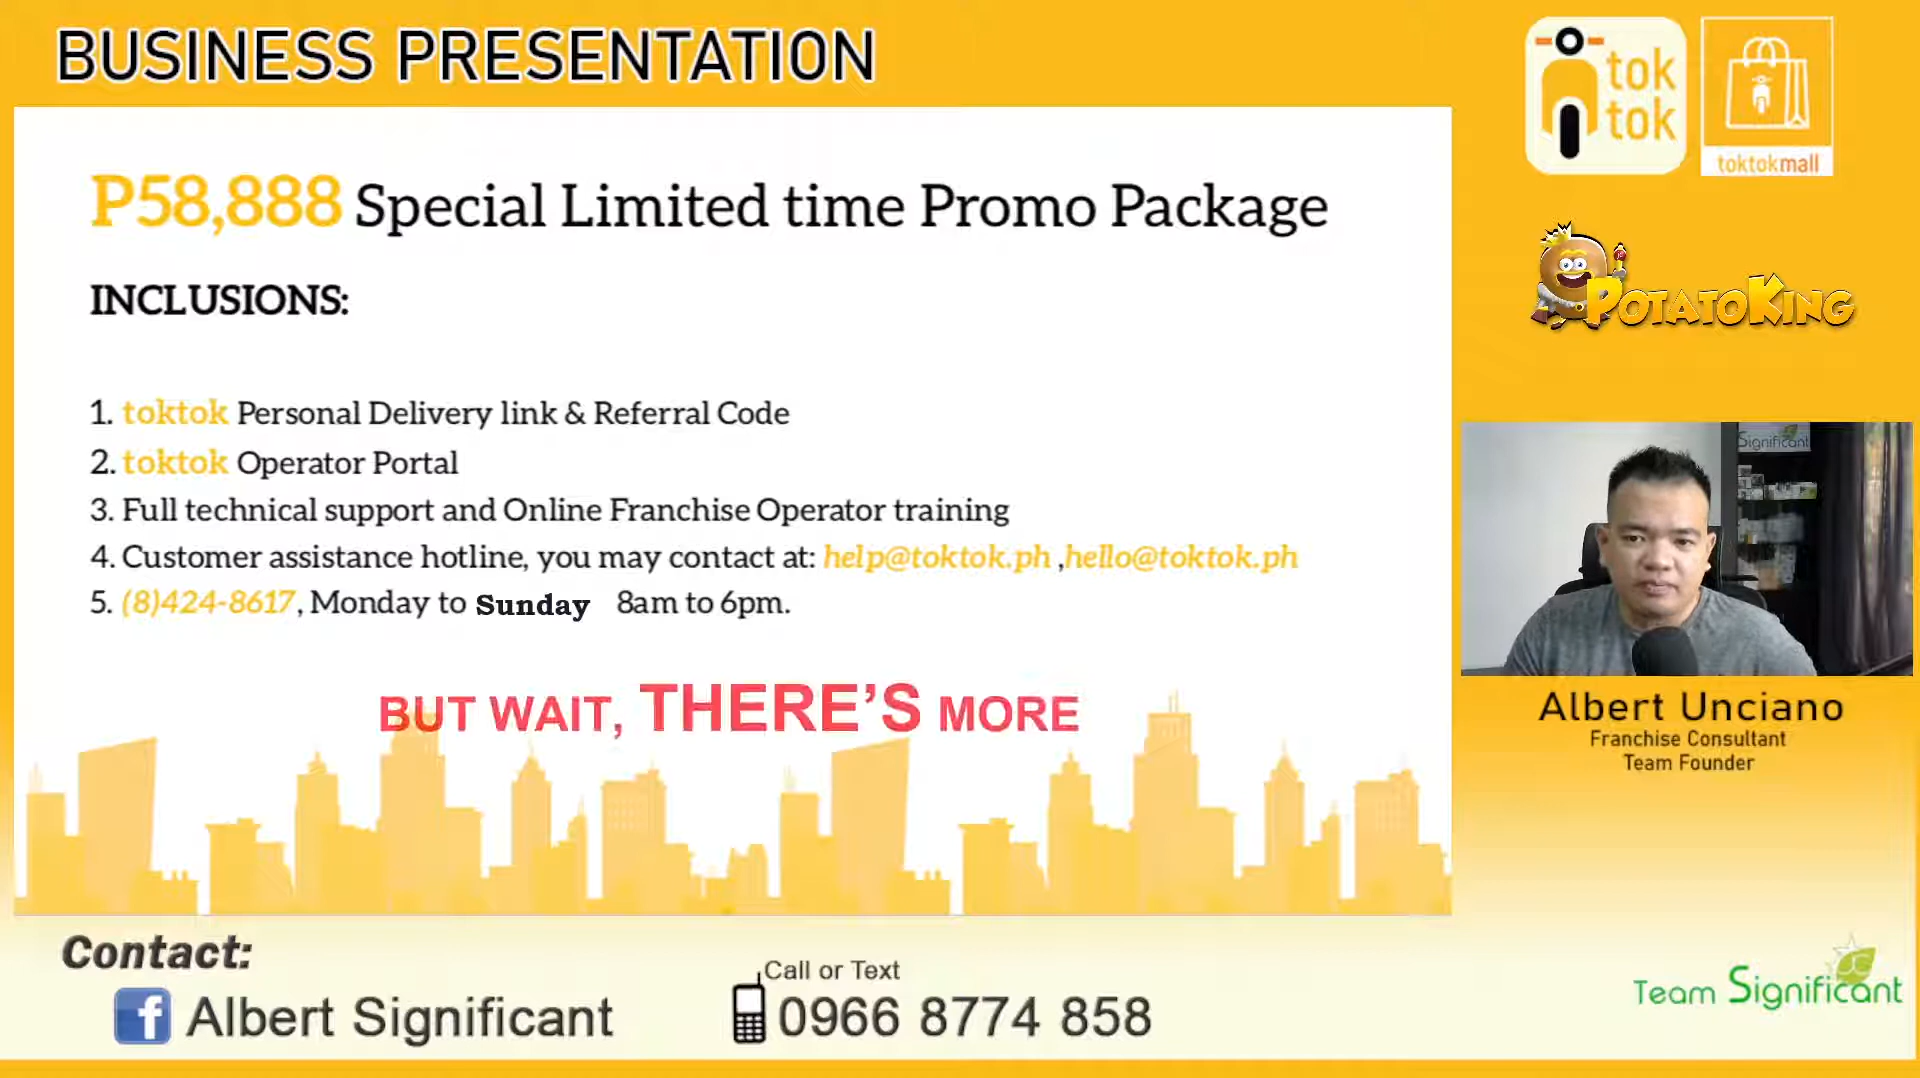 BUSINESS PRESENTATION
tok
tok
toktokmall
POTATOKING
P58,888 Special Limited time Promo Package
INCLUSIONS:
1. toktok Personal Delivery link & Referral Code
2. toktok Operator Portal
3. Full technical support and Online Franchise Operator training
4. Customer assistance hotline, you may contact at: help@toktok.ph ,hello@toktok.ph
5. (8)424-8617, Monday to Sunday 8am to 6pm.
BUT WAIT, THERE'S MORE
Significant
Albert Unciano
Franchise Consultant
Team Founder
Contact:
Albert Significant
Call or Text
0966 8774 858
Team Significant